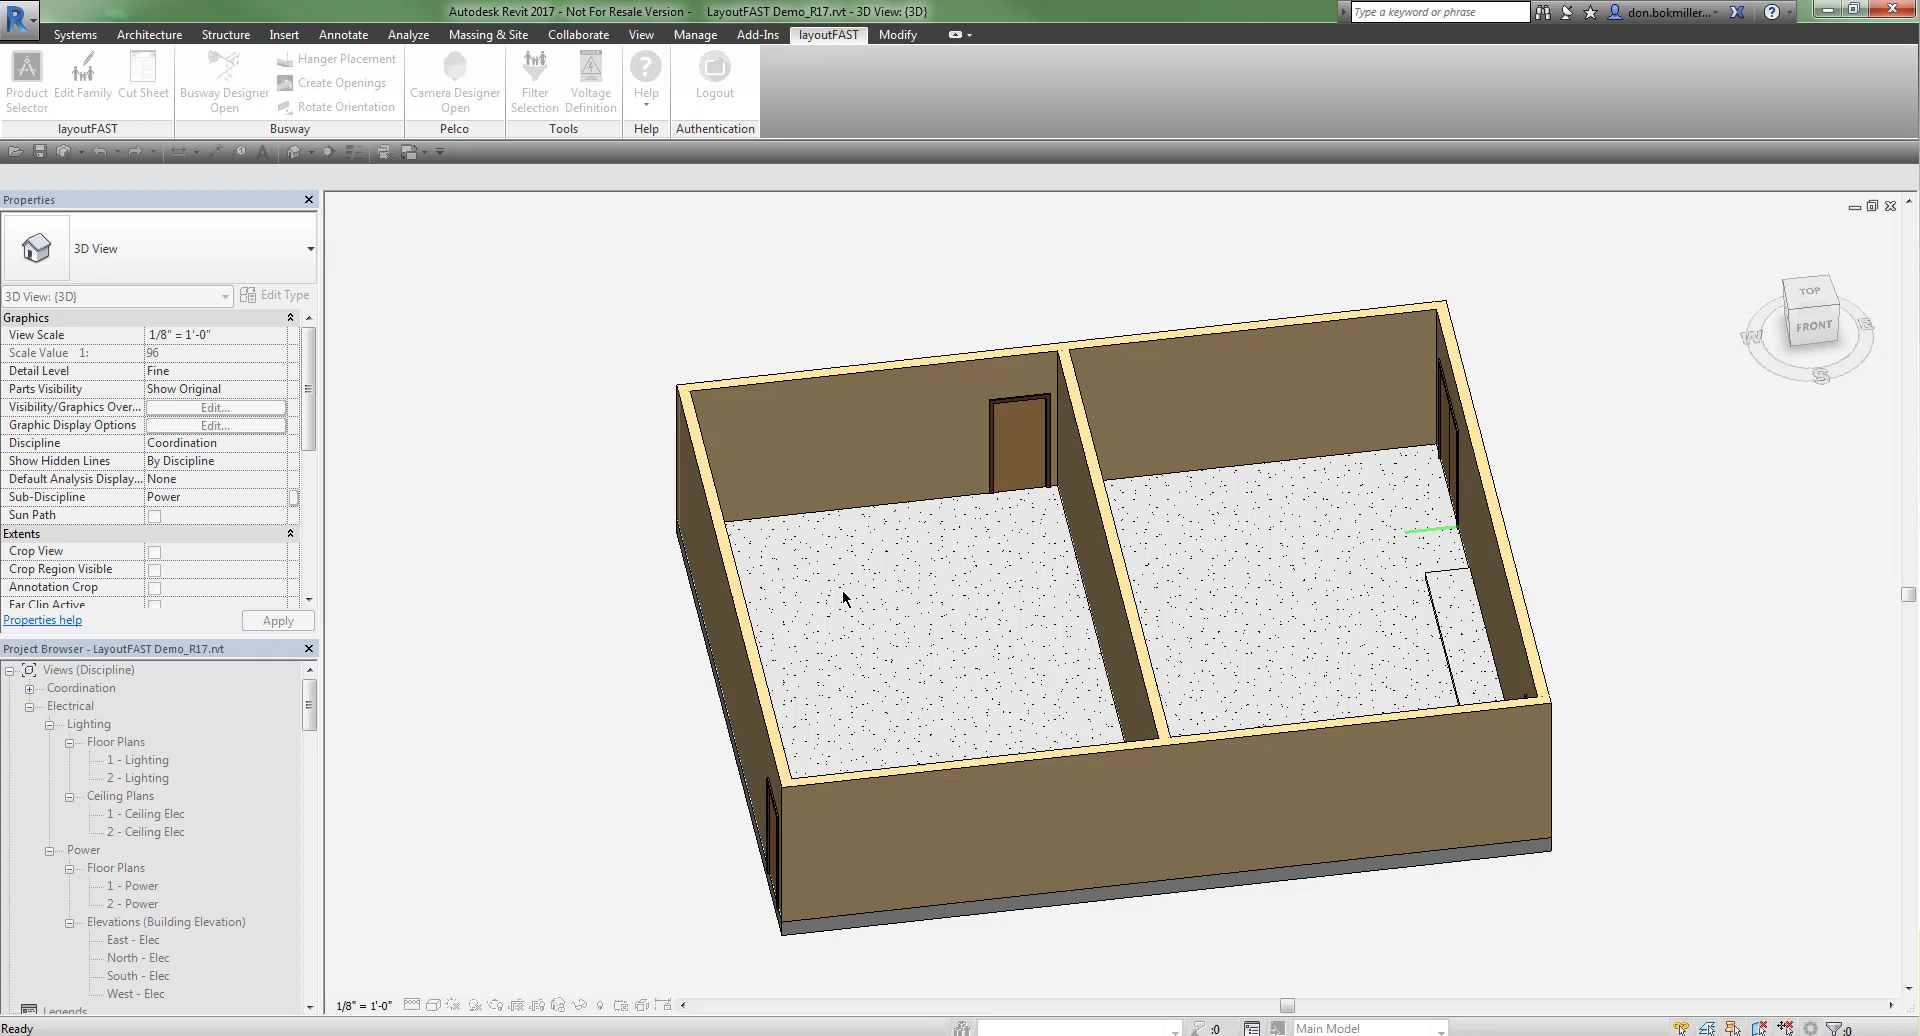 Autodesk Revit 2017 - Not For Resale Version - LayoutFAST Demo_R17.rvt - 3D View: {3D}
Type a keyword or phrase
don.bokmiller...
Systems Architecture Structure Insert Annotate Analyze Massing & Site Collaborate View Manage Add-Ins layoutFAST Modify
Product Selector
Edit Family
Cut Sheet
Busway Designer Open
Hanger Placement
Create Openings
Rotate Orientation
Camera Designer Open
Filter Selection
Voltage Definition
Help
Logout
layoutFAST Busway Pelco Tools Help Authentication
Properties
3D View
3D View: {3D} Edit Type
Graphics
View Scale 1/8" = 1'-0"
Scale Value 1: 96
Detail Level Fine
Parts Visibility Show Original
Visibility/Graphics Over... Edit...
Graphic Display Options Edit...
Discipline Coordination
Show Hidden Lines By Discipline
Default Analysis Display... None
Sub-Discipline Power
Sun Path
Extents
Crop View
Crop Region Visible
Annotation Crop
Far Clip Active
Properties help Apply
Project Browser - LayoutFAST Demo_R17.rvt
Views (Discipline)
Coordination
Electrical
Lighting
Floor Plans
1 - Lighting
2 - Lighting
Ceiling Plans
1 - Ceiling Elec
2 - Ceiling Elec
Power
Floor Plans
1 - Power
2 - Power
Elevations (Building Elevation)
East - Elec
North - Elec
South - Elec
West - Elec
Legends
TOP
FRONT
W
E
S
1/8" = 1'-0"
Ready
:0
Main Model
:0